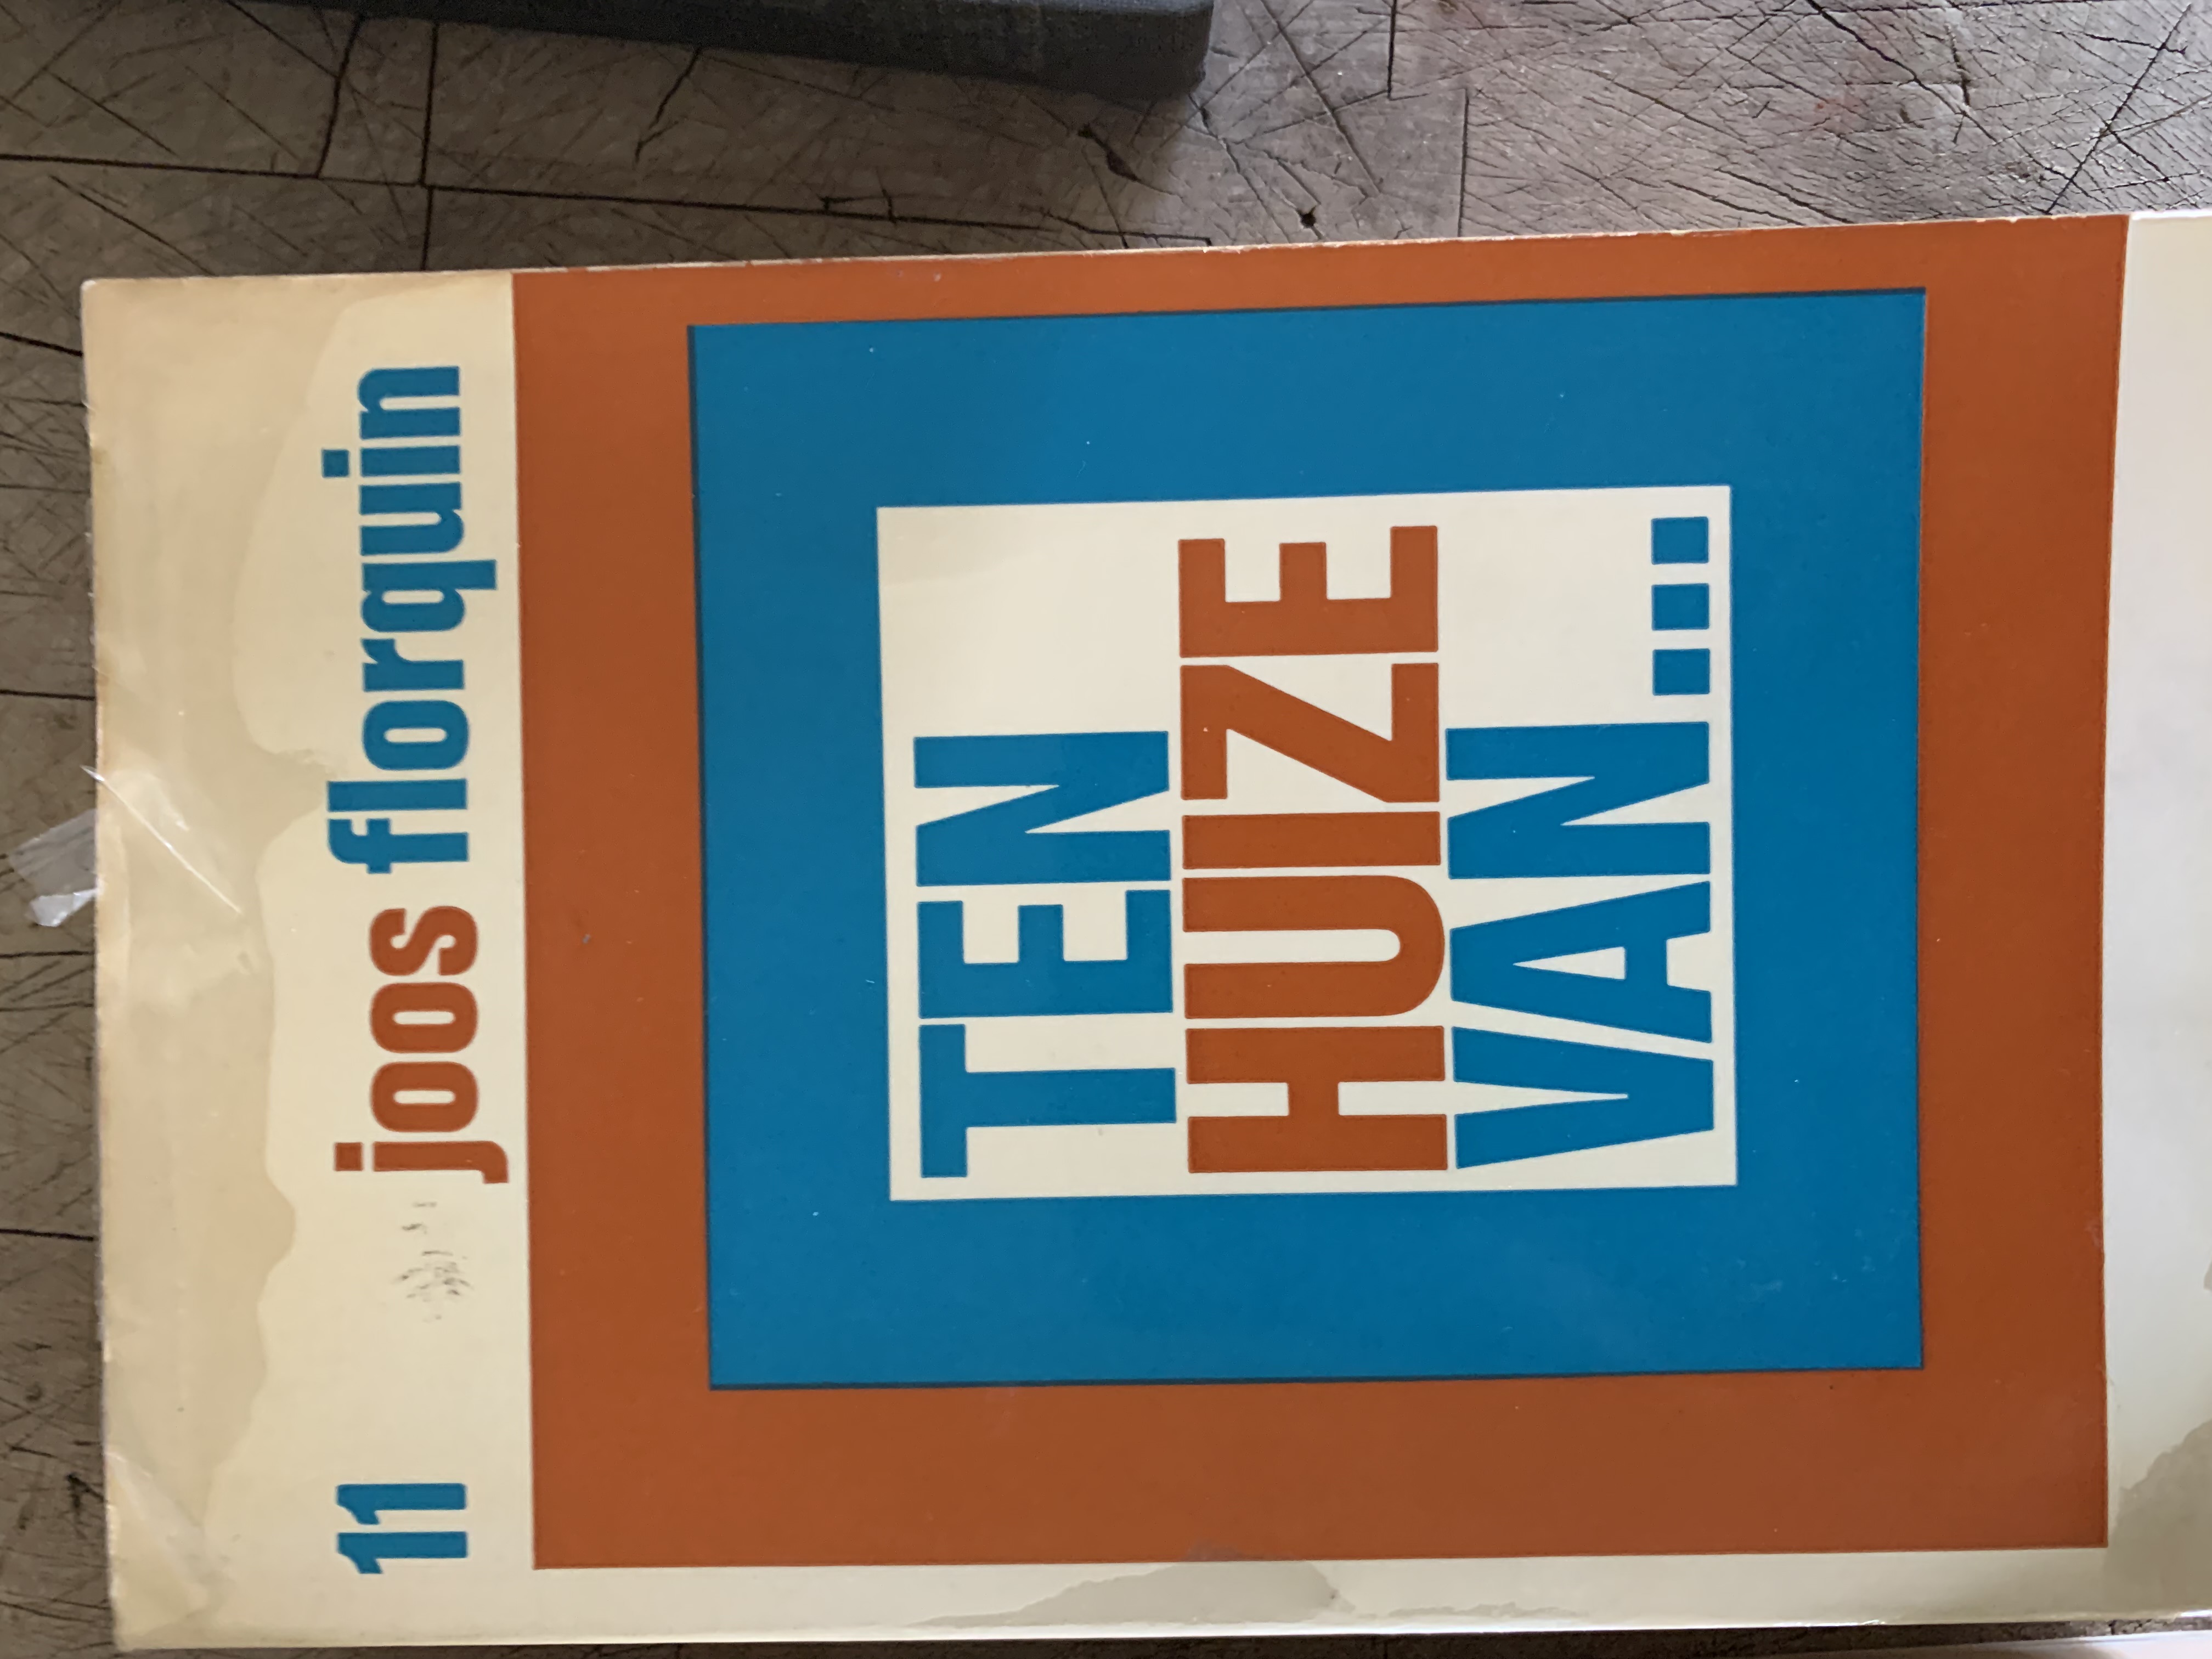 11 joos florquin
TEN
HUIZE
VAN...